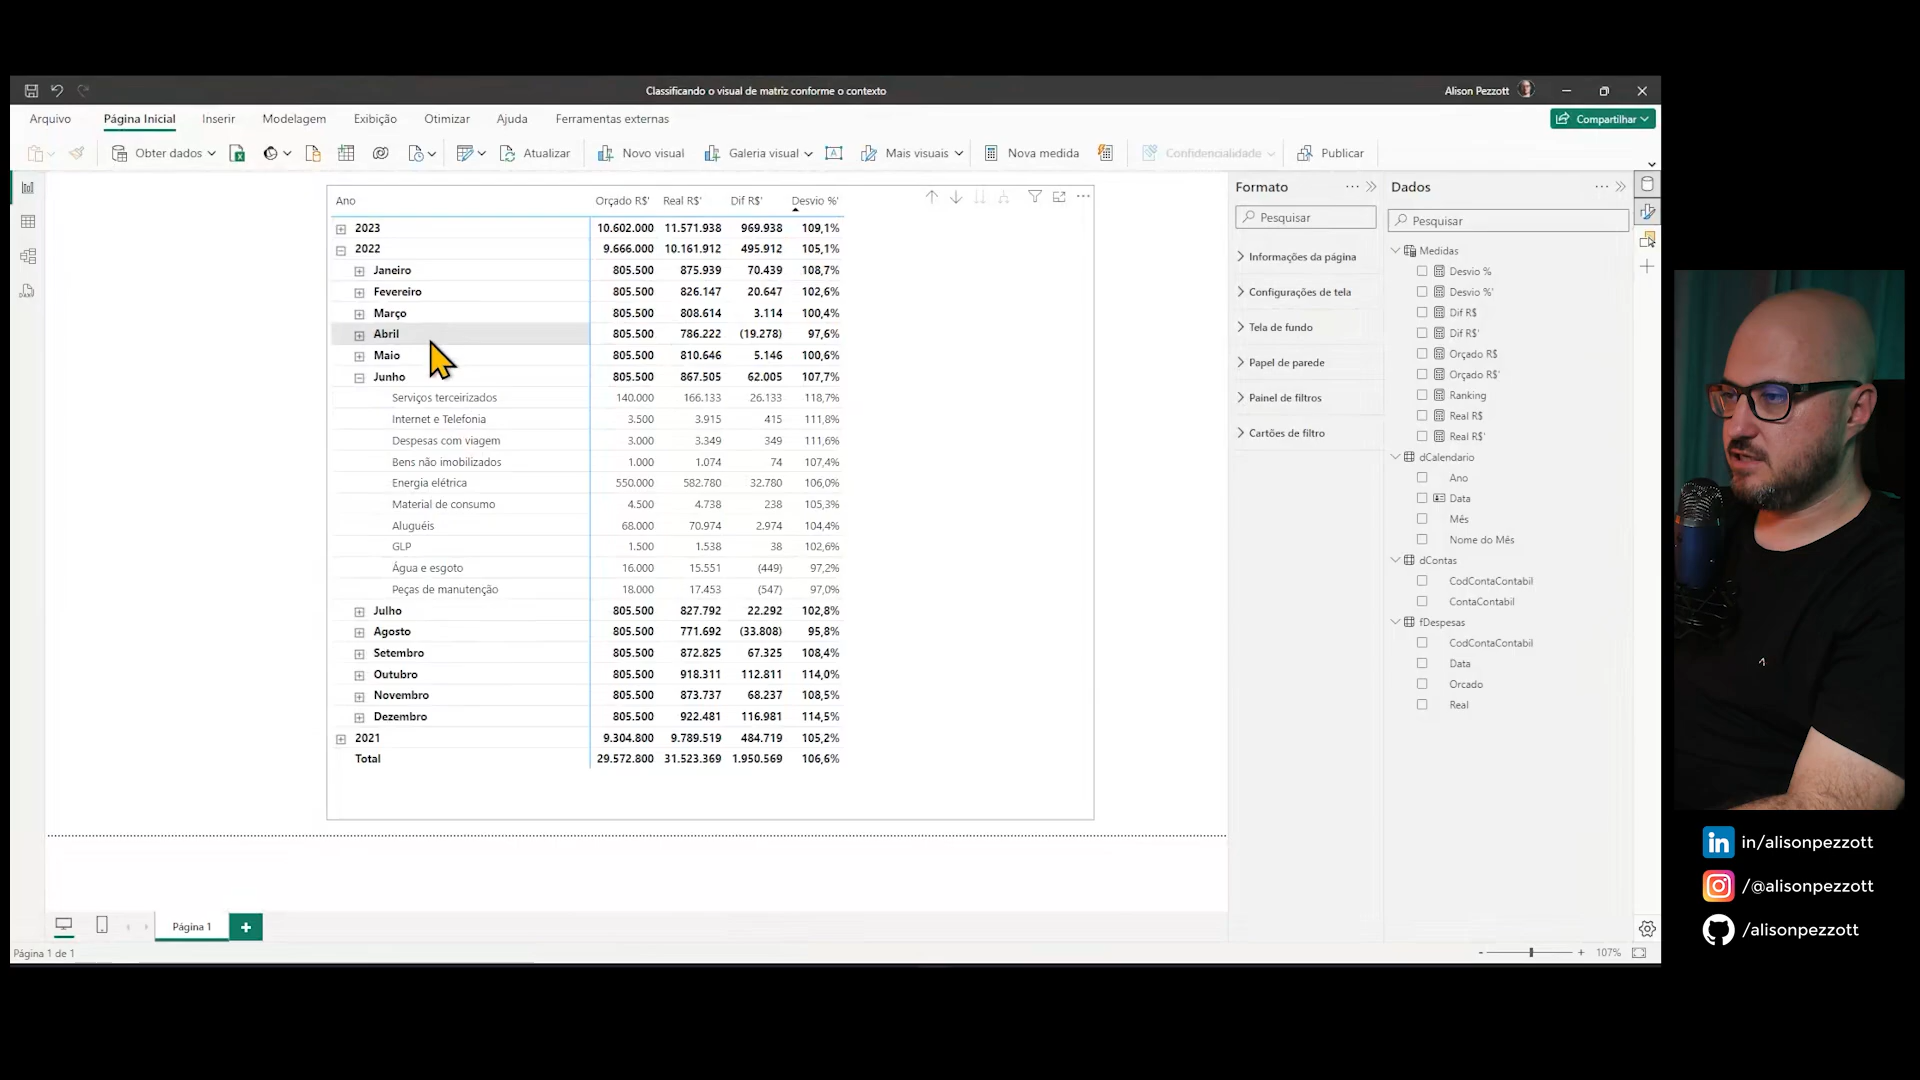 Classificando o visual de matriz conforme o contexto
Alison Pezzott
Arquivo Página Inicial Inserir Modelagem Exibição Otimizar Ajuda Ferramentas externas Compartilhar
Obter dados Atualizar Novo visual Galeria visual Mais visuais Nova medida Confidencialidade Publicar
Ano Orçado R$' Real R$' Dif R$' Desvio %'
2023 10.602.000 11.571.938 969.938 109,1%
2022 9.666.000 10.161.912 495.912 105,1%
Janeiro 805.500 875.939 70.439 108,7%
Fevereiro 805.500 826.147 20.647 102,6%
Março 805.500 808.614 3.114 100,4%
Abril 805.500 786.222 (19.278) 97,6%
Maio 805.500 810.646 5.146 100,6%
Junho 805.500 867.505 62.005 107,7%
Serviços terceirizados 140.000 166.133 26.133 118,7%
Internet e Telefonia 3.500 3.915 415 111,8%
Despesas com viagem 3.000 3.349 349 111,6%
Bens não imobilizados 1.000 1.074 74 107,4%
Energia elétrica 550.000 582.780 32.780 106,0%
Material de consumo 4.500 4.738 238 105,3%
Aluguéis 68.000 70.974 2.974 104,4%
GLP 1.500 1.538 38 102,6%
Água e esgoto 16.000 15.551 (449) 97,2%
Peças de manutenção 18.000 17.453 (547) 97,0%
Julho 805.500 827.792 22.292 102,8%
Agosto 805.500 771.692 (33.808) 95,8%
Setembro 805.500 872.825 67.325 108,4%
Outubro 805.500 918.311 112.811 114,0%
Novembro 805.500 873.737 68.237 108,5%
Dezembro 805.500 922.481 116.981 114,5%
2021 9.304.800 9.789.519 484.719 105,2%
Total 29.572.800 31.523.369 1.950.569 106,6%
Formato
Pesquisar
Informações da página
Configurações de tela
Tela de fundo
Papel de parede
Painel de filtros
Cartões de filtro
Dados
Pesquisar
Medidas
Desvio %
Desvio %'
Dif R$
Dif R$'
Orçado R$
Orçado R$'
Ranking
Real R$
Real R$'
dCalendario
Ano
Data
Mês
Nome do Mês
dContas
CodContaContabil
ContaContabil
fDespesas
CodContaContabil
Data
Orcado
Real
Página 1
Página 1 de 1
107%
in/alisonpezzott
/@alisonpezzott
/alisonpezzott